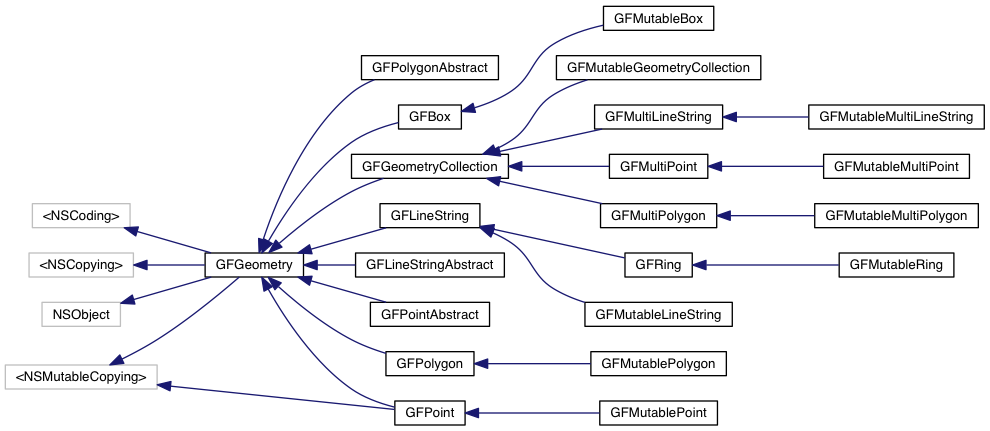 GFMutableBox
GFPolygonAbstract
GFMutableGeometryCollection
GFBox
GFMultiLineString
GFMutableMultiLineString
GFGeometryCollection
GFMultiPoint
GFMutableMultiPoint
<NSCoding>
GFLineString
GFMultiPolygon
GFMutableMultiPolygon
<NSCopying>
GFGeometry
GFLineStringAbstract
GFRing
GFMutableRing
NSObject
GFPointAbstract
GFMutableLineString
<NSMutableCopying>
GFPolygon
GFMutablePolygon
GFPoint
GFMutablePoint